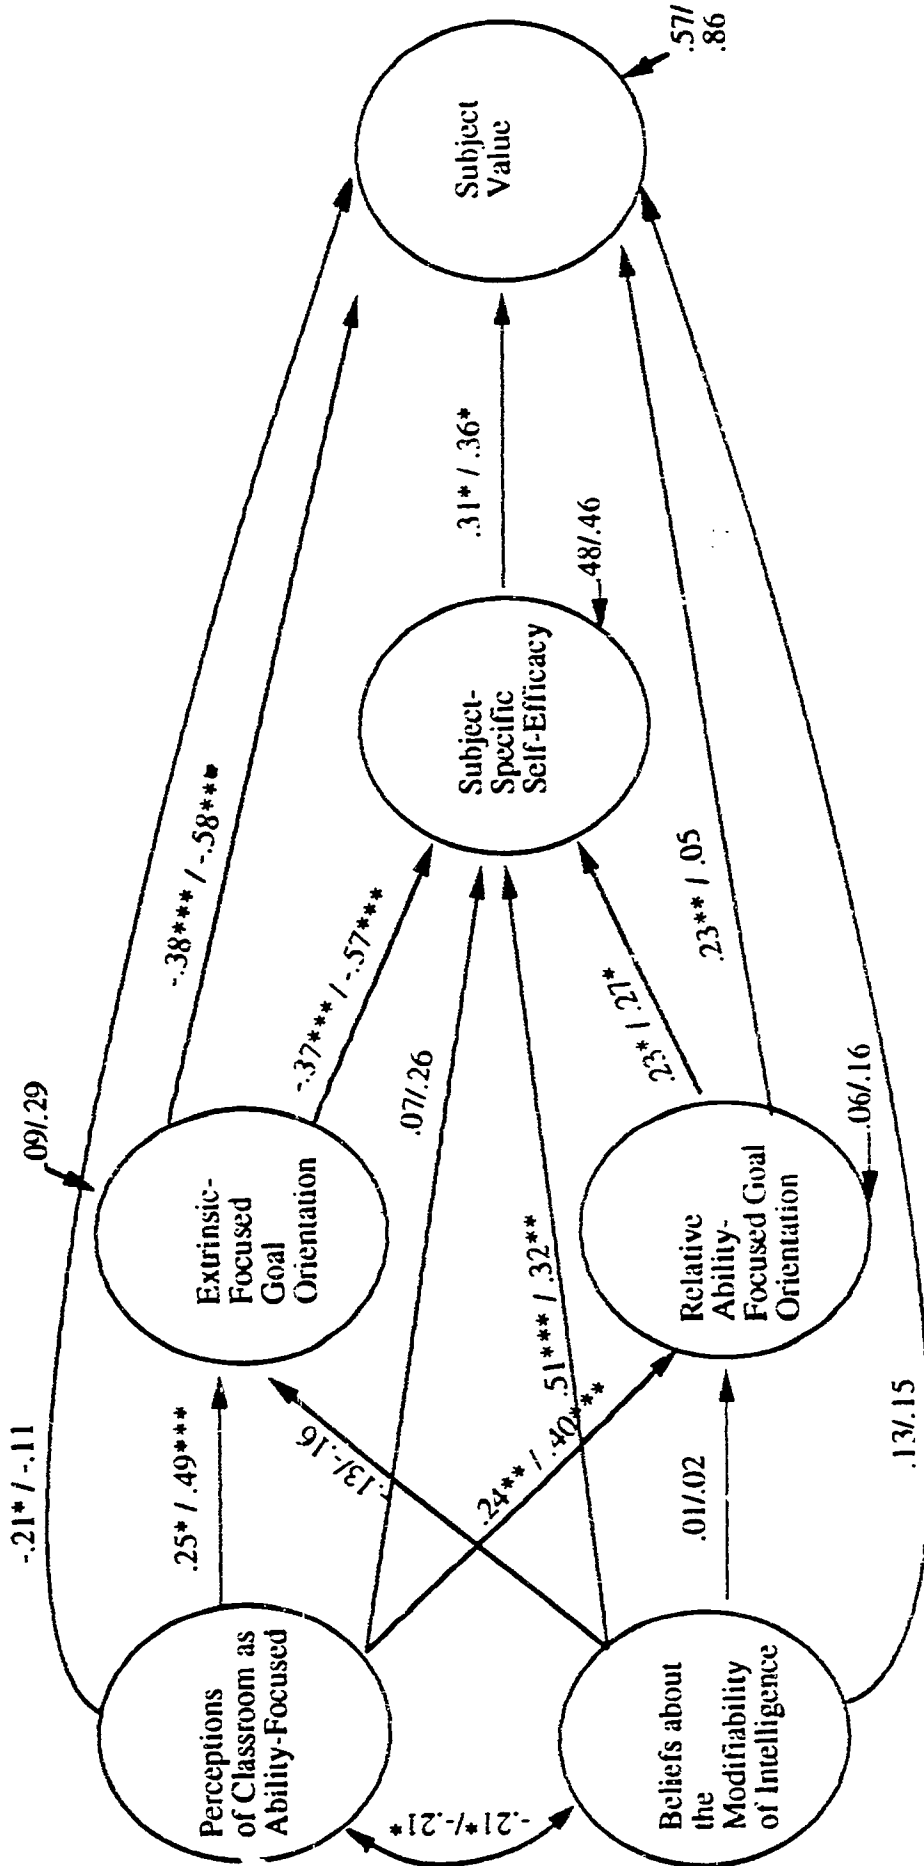 -.21* / -.11
Perceptions
of Classroom as
Ability-Focused
.25* / .49***
Extrinsic-
Focused
Goal
Orientation
.09/.29
-.38*** / -.58***
-.37*** / -.57***
.07/.26
-.13/-.16
.51*** / .32**
.24** / .40***
-.21*/-.21*
Beliefs about
the
Modifiability
of Intelligence
.01/.02
Relative
Ability-
Focused Goal
Orientation
.06/.16
.23* / .27*
.23** / .05
.13/.15
Subject-
Specific
Self-Efficacy
.48/.46
.31* / .36*
Subject
Value
.57/
.86